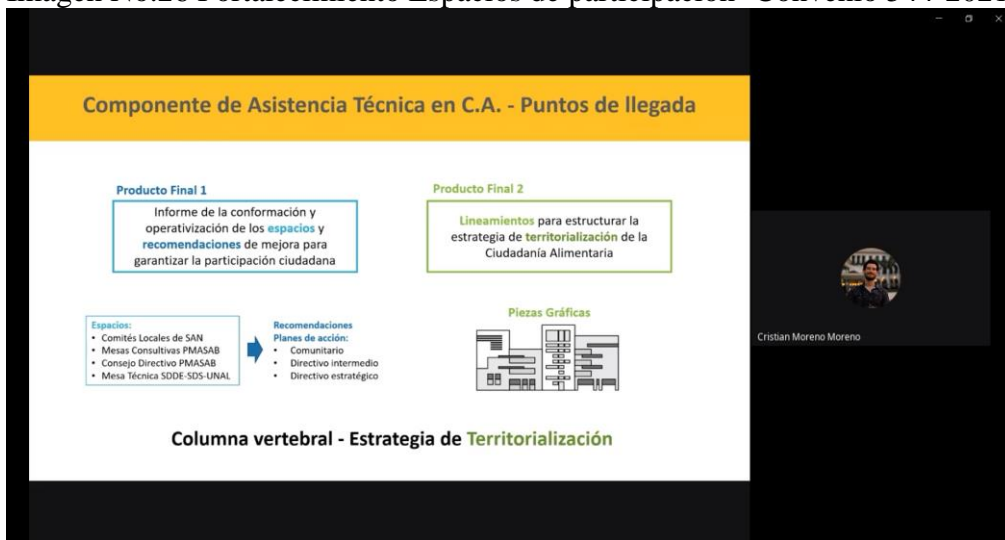 Componente de Asistencia Técnica en C.A. - Puntos de llegada
Producto Final 1
Informe de la conformación y
operativización de los espacios y
recomendaciones de mejora para
garantizar la participación ciudadana
Producto Final 2
Lineamientos para estructurar la
estrategia de territorialización de la
Ciudadanía Alimentaria
Espacios:
• Comités Locales de SAN
• Mesas Consultivas PMASAB
• Consejo Directivo PMASAB
• Mesa Técnica SDDE-SDS-UNAL
Recomendaciones
Planes de acción:
• Comunitario
• Directivo intermedio
• Directivo estratégico
Piezas Gráficas
Cristian Moreno Moreno
Columna vertebral - Estrategia de Territorialización